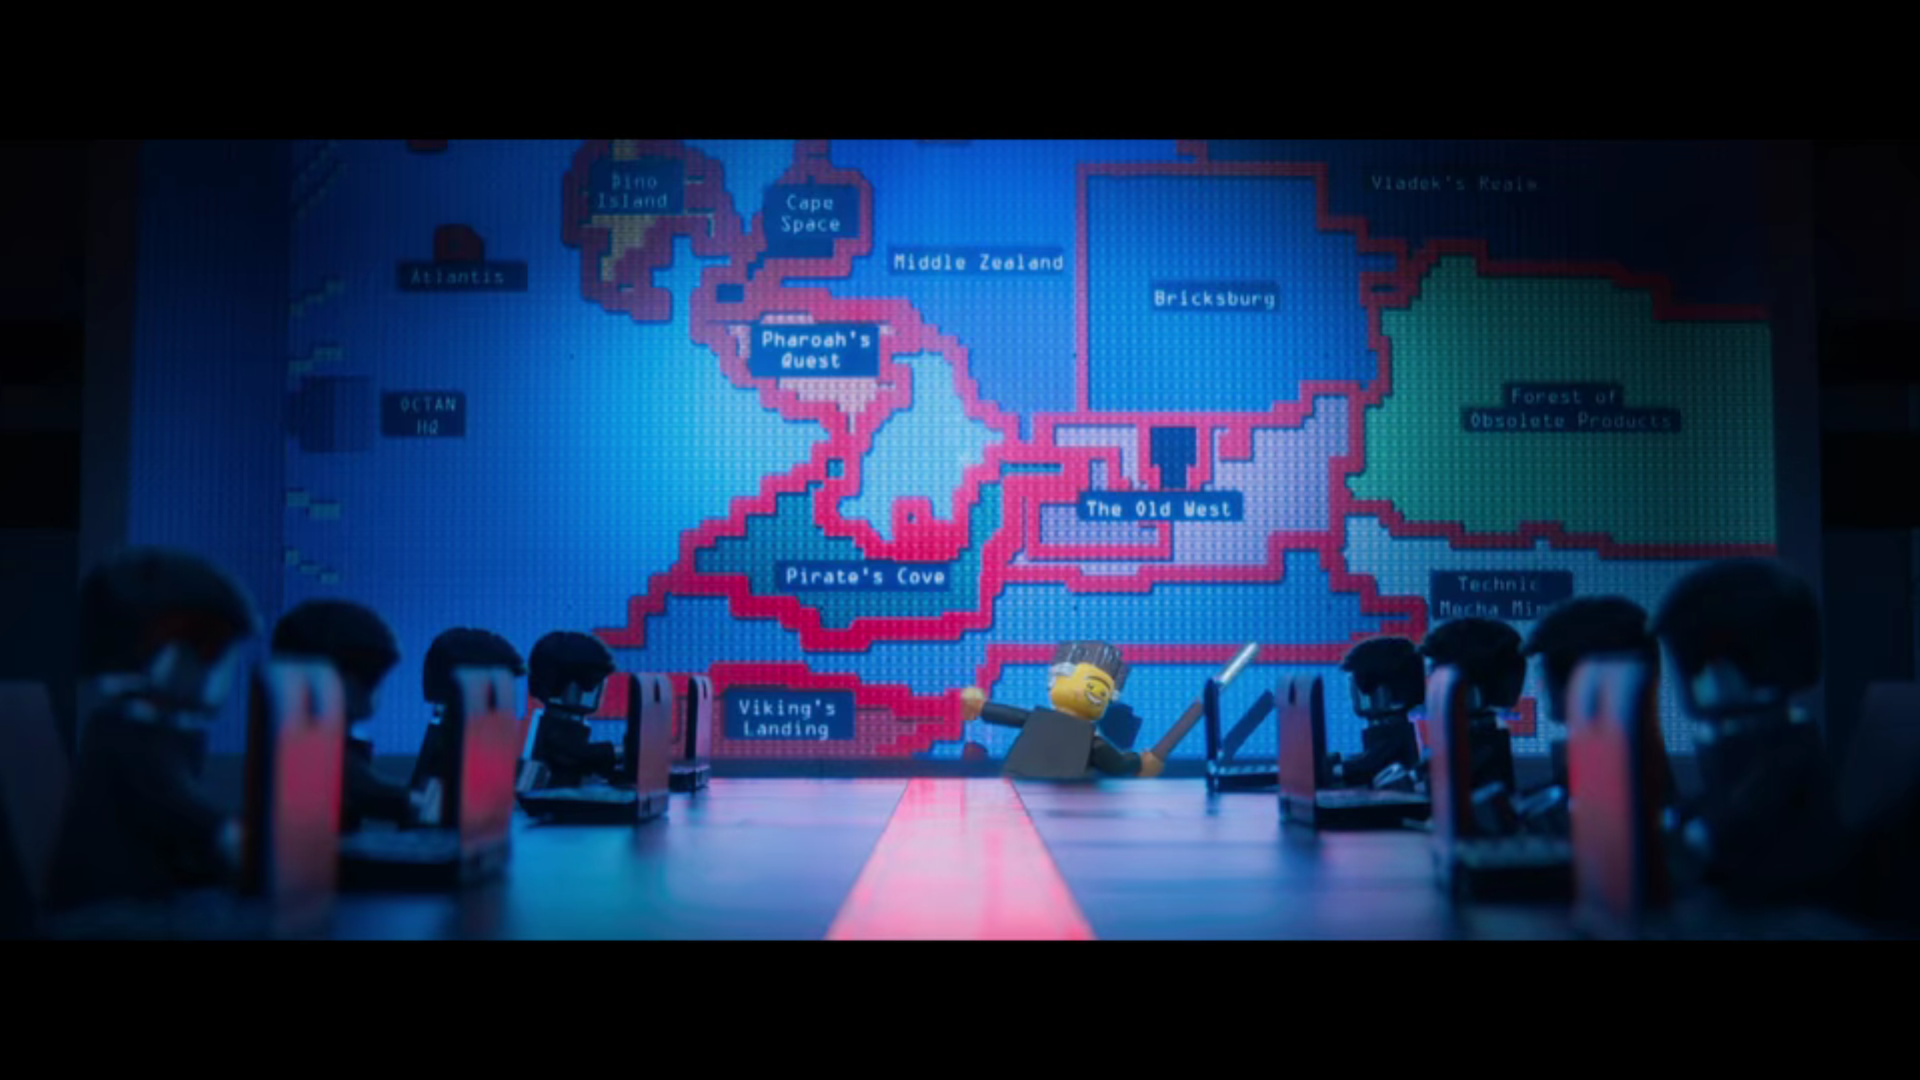 Dino
Island
Cape
Space
Vladek's Realm
Middle Zealand
Atlantis
Bricksburg
Pharoah's
Quest
OCTAN
HQ
Forest of
Obsolete Products
The Old West
Pirate's Cove
Technic
Mecha
Viking's
Landing